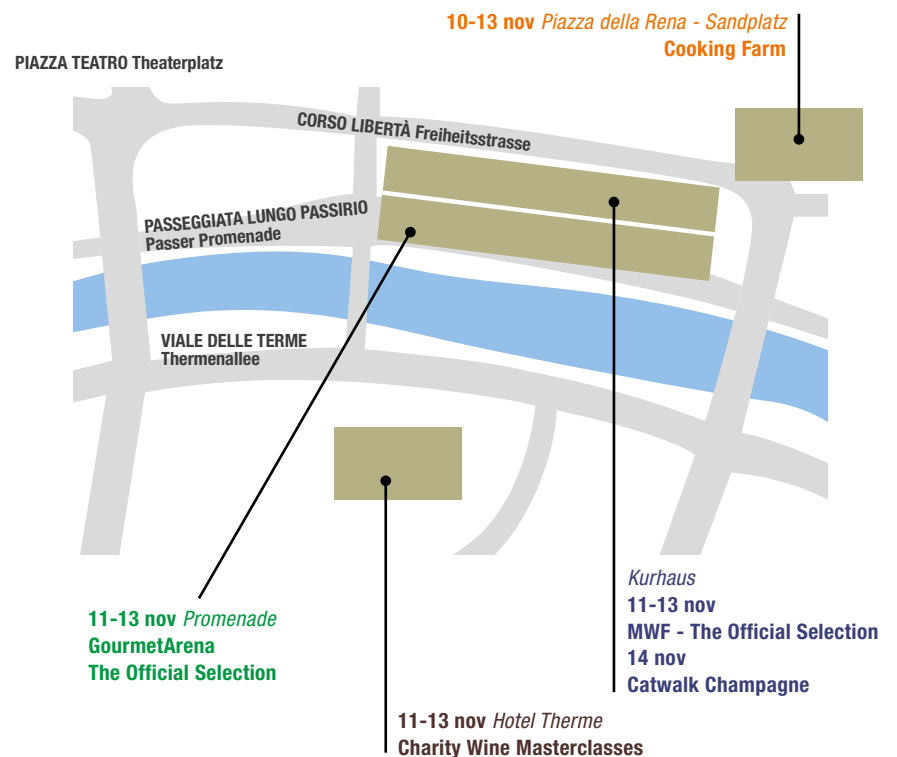 10-13 nov Piazza della Rena - Sandplatz
Cooking Farm
PIAZZA TEATRO Theaterplatz
CORSO LIBERTÀ Freiheitsstrasse
PASSEGGIATA LUNGO PASSIRIO
Passer Promenade
VIALE DELLE TERME
Thermenallee
11-13 nov Promenade
GourmetArena
The Official Selection
Kurhaus
11-13 nov
MWF - The Official Selection
14 nov
Catwalk Champagne
11-13 nov Hotel Therme
Charity Wine Masterclasses